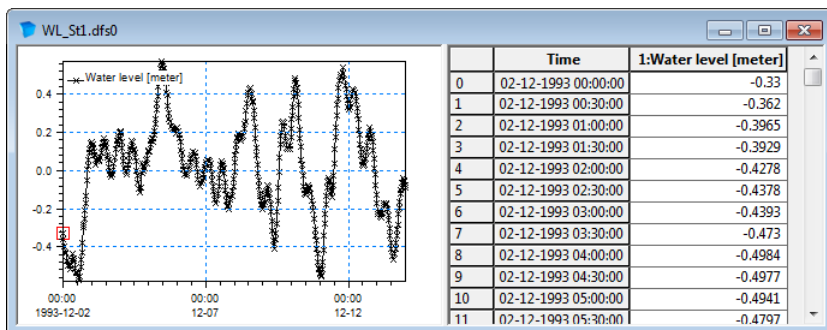 WL_St1.dfs0
Water level [meter]
0.4
0.2
0.0
-0.2
-0.4
00:00 00:00 00:00
1993-12-02 12-07 12-12
Time 1:Water level [meter]
0 02-12-1993 00:00:00 -0.33
1 02-12-1993 00:30:00 -0.362
2 02-12-1993 01:00:00 -0.3965
3 02-12-1993 01:30:00 -0.3929
4 02-12-1993 02:00:00 -0.4278
5 02-12-1993 02:30:00 -0.4378
6 02-12-1993 03:00:00 -0.4393
7 02-12-1993 03:30:00 -0.473
8 02-12-1993 04:00:00 -0.4984
9 02-12-1993 04:30:00 -0.4977
10 02-12-1993 05:00:00 -0.4941
11 02-12-1993 05:30:00 -0.4797